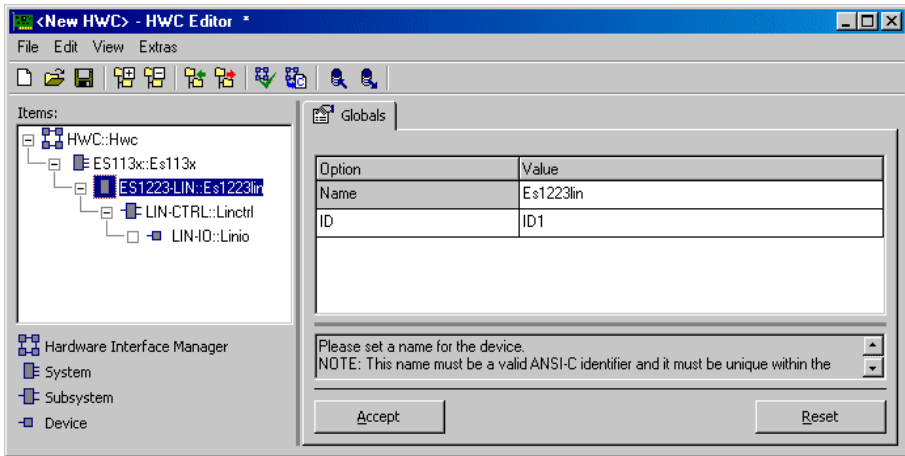 <New HWC> - HWC Editor *
File Edit View Extras
Items:
HWC::Hwc
ES113x::Es113x
ES1223-LIN::Es1223lin
LIN-CTRL::Linctrl
LIN-IO::Linio
Hardware Interface Manager
System
Subsystem
Device
Globals
Option Value
Name Es1223lin
ID ID1
Please set a name for the device.
NOTE: This name must be a valid ANSI-C identifier and it must be unique within the
Accept Reset